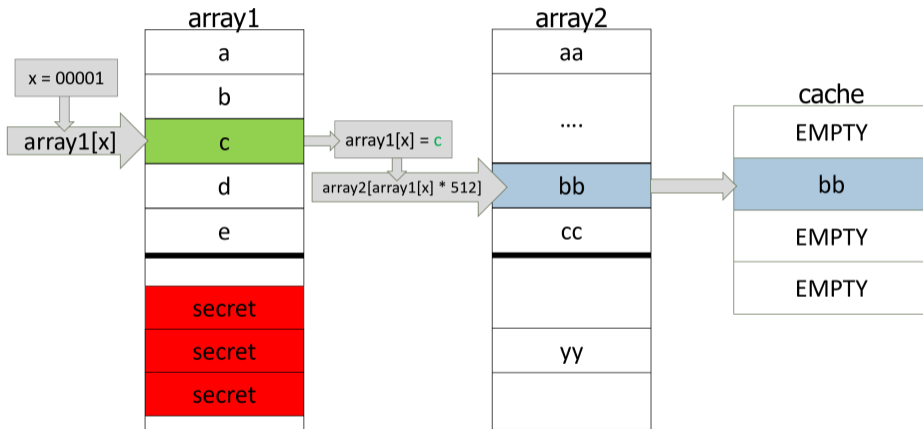 array1
a
b
c
d
e
secret
secret
secret
x = 00001
array1[x]
array1[x] = c
array2[array1[x] * 512]
array2
aa
....
bb
cc
yy
cache
EMPTY
bb
EMPTY
EMPTY